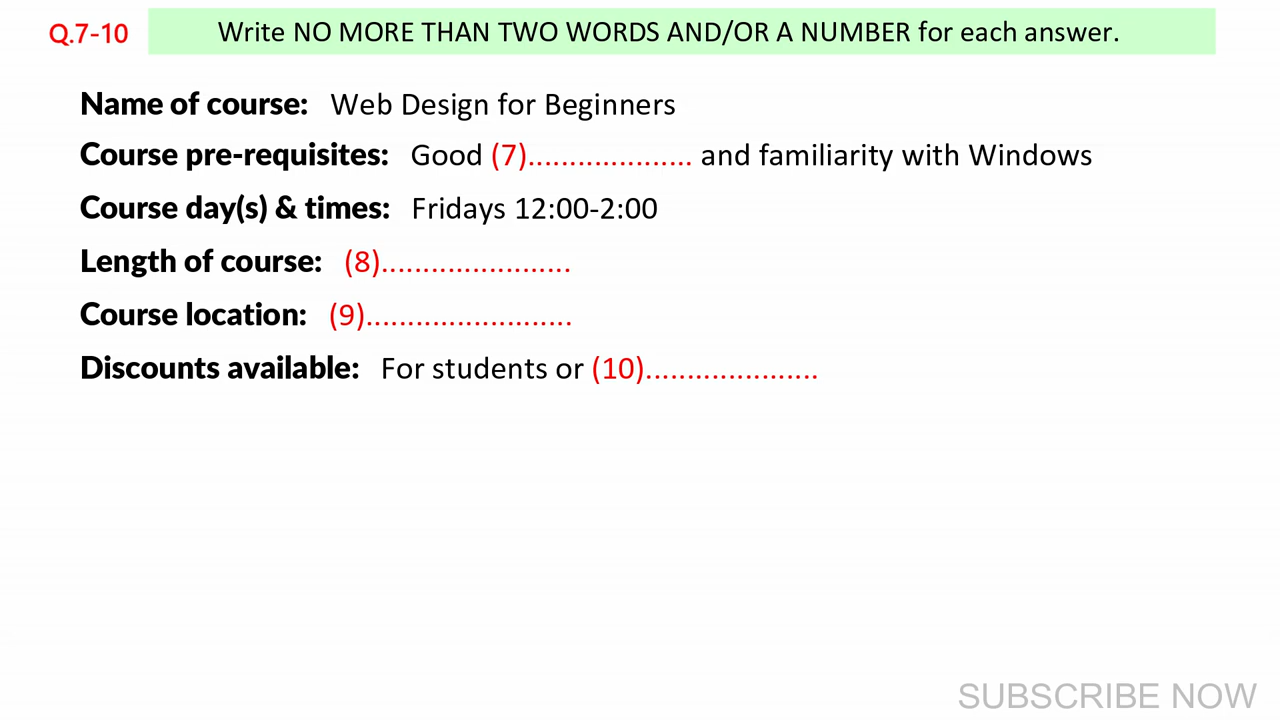 Q.7-10 Write NO MORE THAN TWO WORDS AND/OR A NUMBER for each answer.
Name of course: Web Design for Beginners
Course pre-requisites: Good (7).................... and familiarity with Windows
Course day(s) & times: Fridays 12:00-2:00
Length of course: (8).......................
Course location: (9).........................
Discounts available: For students or (10).....................
SUBSCRIBE NOW